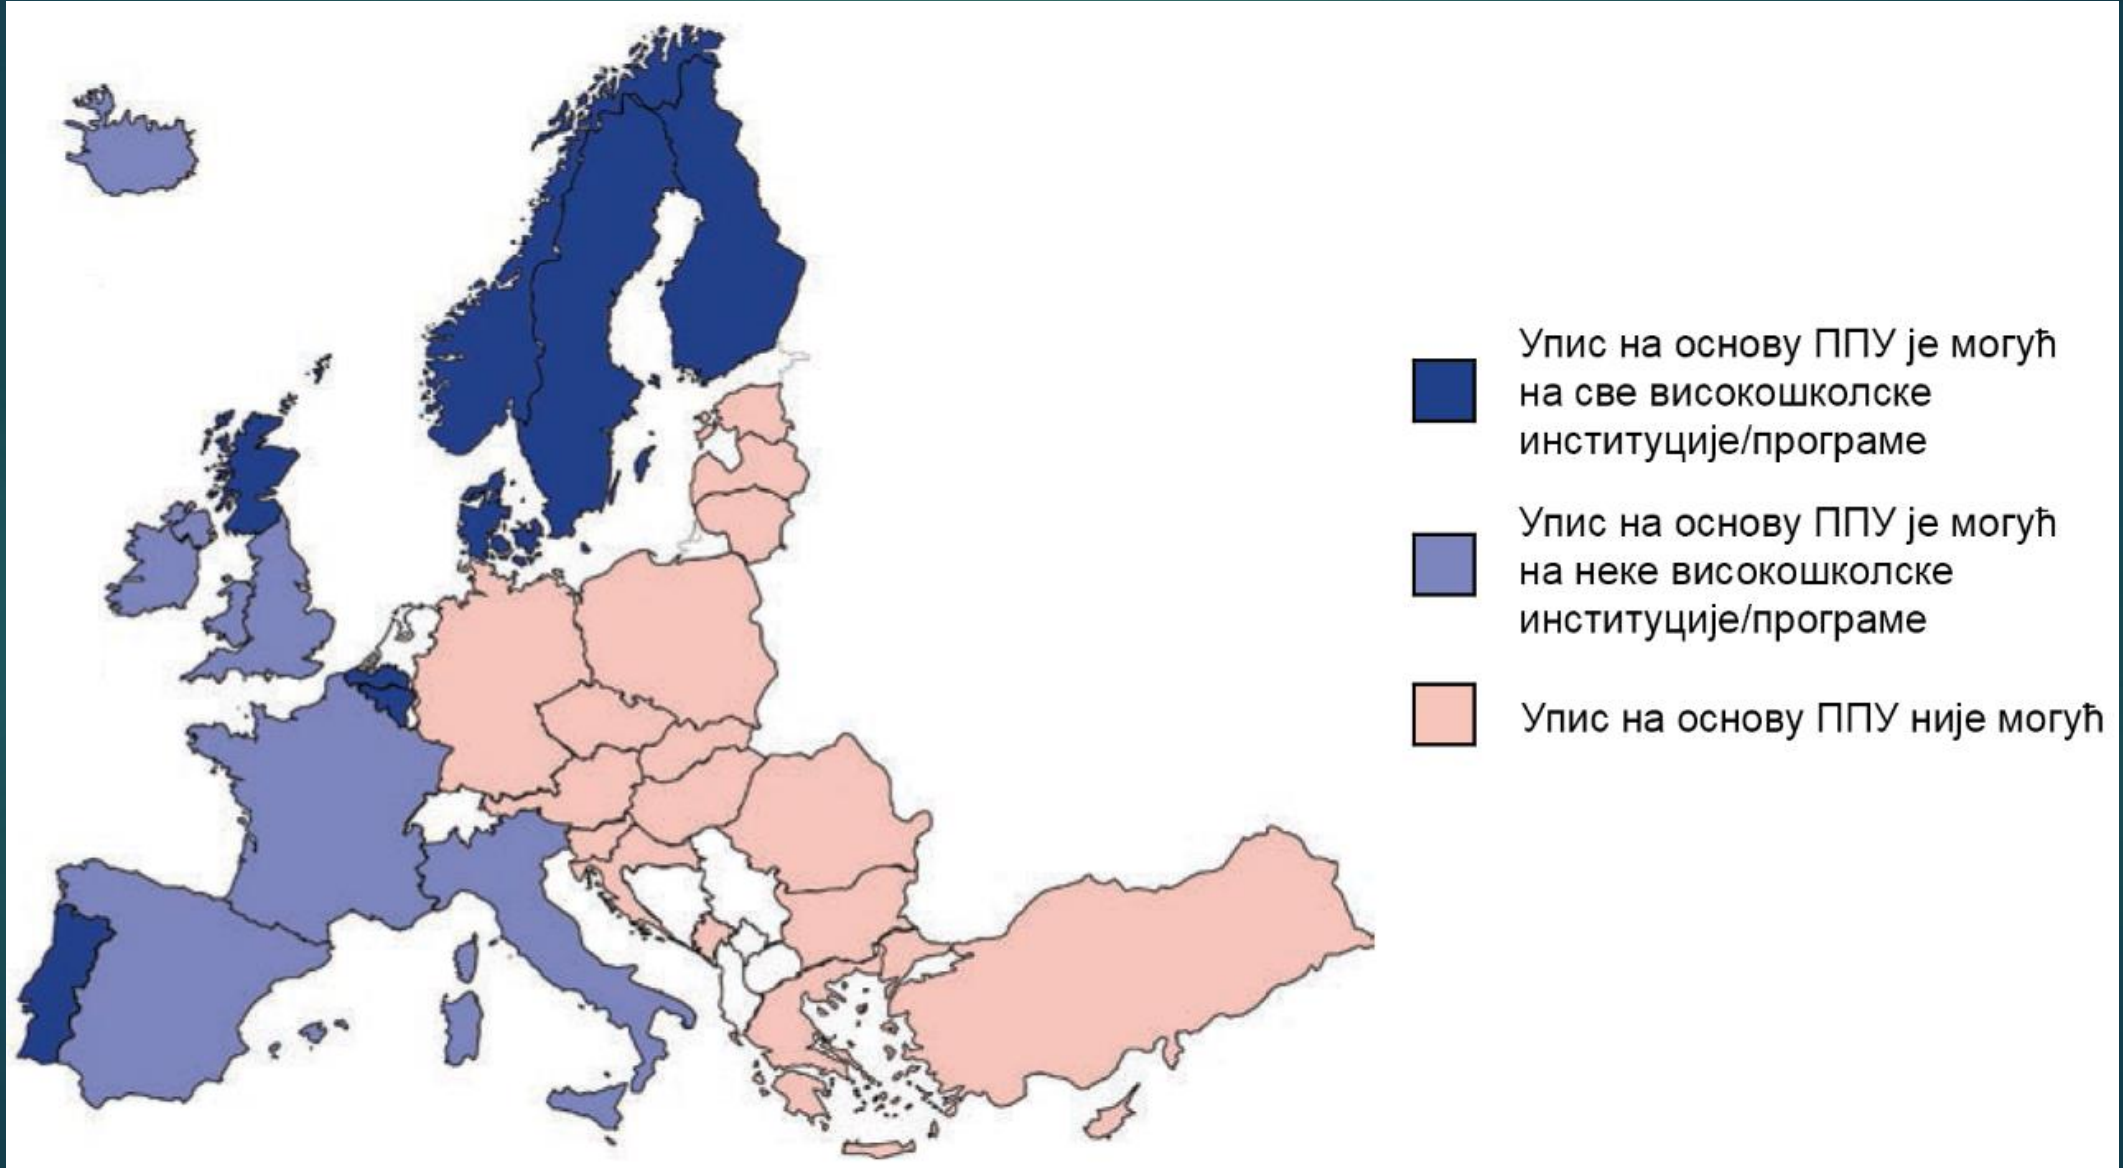 Упис на основу ППУ је могућ
на све високошколске
институције/програме
Упис на основу ППУ је могућ
на неке високошколске
институције/програме
Упис на основу ППУ није могућ